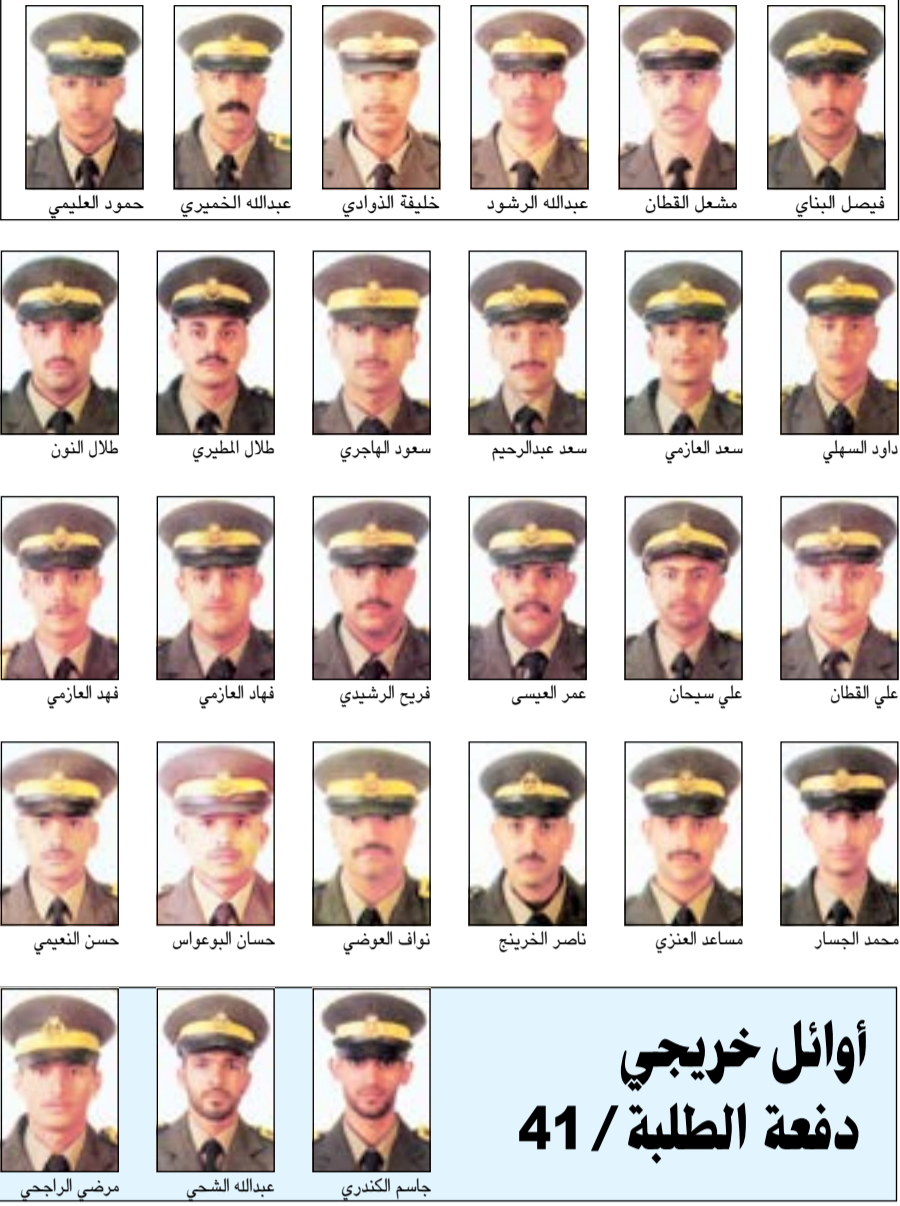 فيصل البناي
مشعل القطان
عبدالله الرشود
خليفة الذوادي
عبدالله الخميري
حمود العليمي
داود السهلي
سعد العازمي
سعد عبدالرحيم
سعود الهاجري
طلال المطيري
طلال النون
علي القطان
علي سيحان
عمر العيسى
فريح الرشيدي
فهاد العازمي
فهد العازمي
محمد الجسار
مساعد العنزي
ناصر الخرينج
نواف العوضي
حسان البوعواس
حسن النعيمي
أوائل خريجي
دفعة الطلبة / 41
جاسم الكندري
عبدالله الشحي
مرضي الراجحي